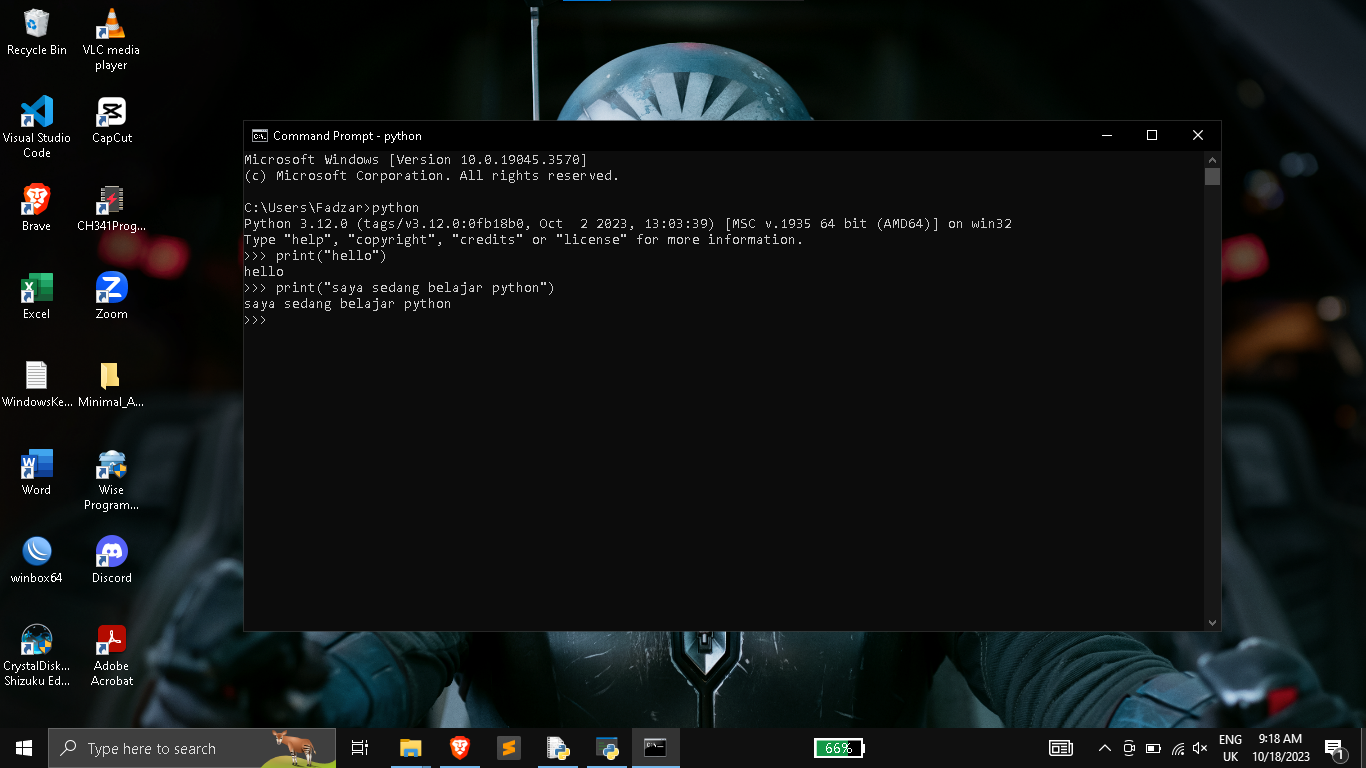 Recycle Bin
VLC media
player
Visual Studio
Code
CapCut
Brave
CH341Prog...
Excel
Zoom
WindowsKe...
Minimal_A...
Word
Wise
Program...
winbox64
Discord
CrystalDisk...
Shizuku Ed...
Adobe
Acrobat
Command Prompt - python
Microsoft Windows [Version 10.0.19045.3570]
(c) Microsoft Corporation. All rights reserved.
C:\Users\Fadzar>python
Python 3.12.0 (tags/v3.12.0:0fb18b0, Oct  2 2023, 13:03:39) [MSC v.1935 64 bit (AMD64)] on win32
Type "help", "copyright", "credits" or "license" for more information.
>>> print("hello")
hello
>>> print("saya sedang belajar python")
saya sedang belajar python
>>>
Type here to search
66%
ENG
UK
9:18 AM
10/18/2023
1